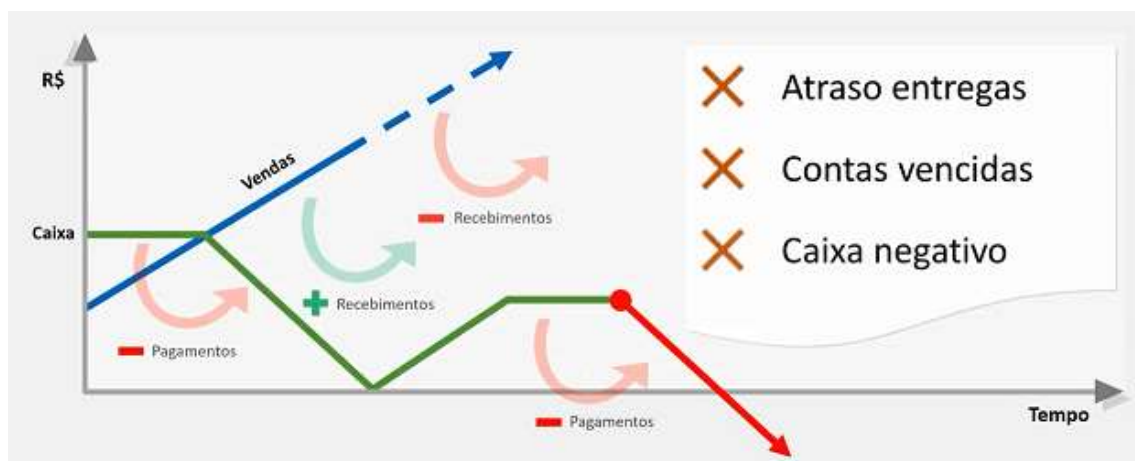 R$
Vendas
Caixa
Recebimentos
Recebimentos
Pagamentos
Pagamentos
Tempo
Atraso entregas
Contas vencidas
Caixa negativo